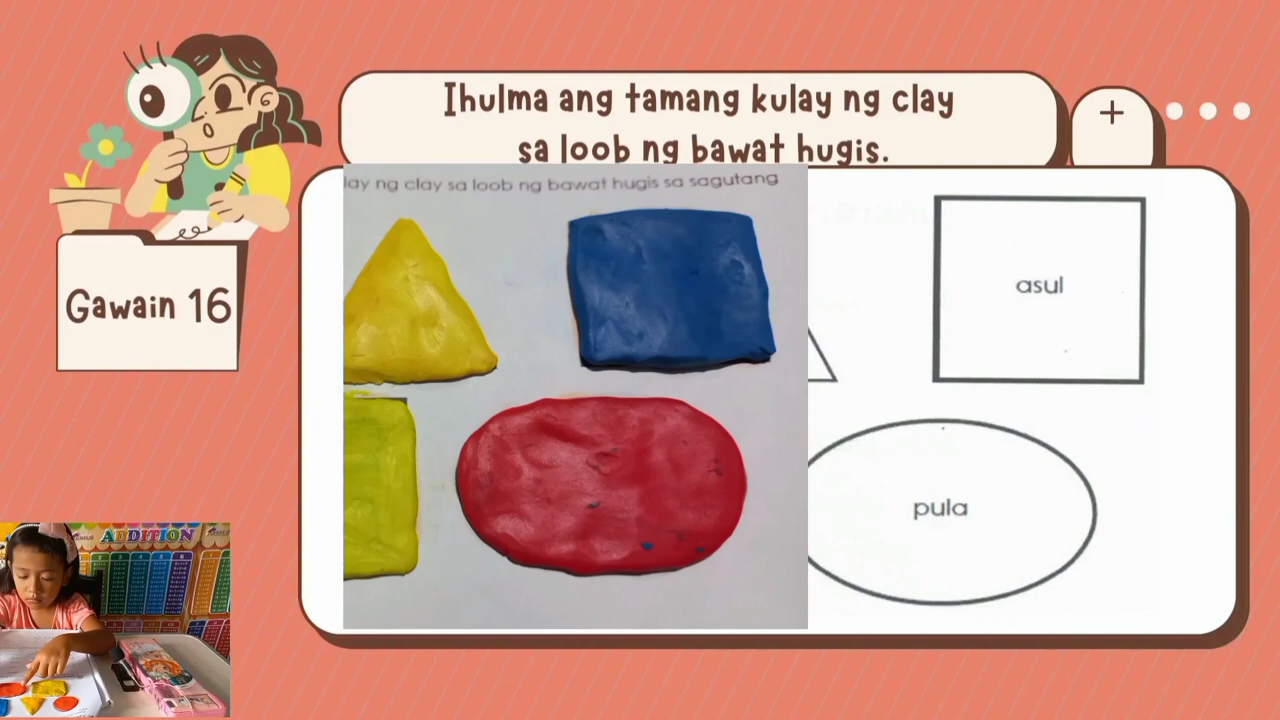 Ihulma ang tamang kulay ng clay
sa loob ng bawat hugis.
+
Gawain 16
lay ng clay sa loob ng bawat hugis sa sagutang
asul
pula
ADDITION